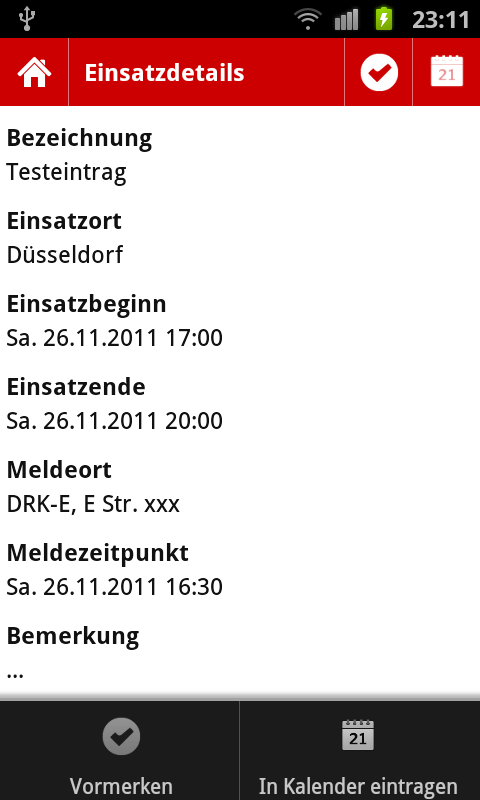 23:11
Einsatzdetails
21
Bezeichnung
Testeintrag
Einsatzort
Düsseldorf
Einsatzbeginn
Sa. 26.11.2011 17:00
Einsatzende
Sa. 26.11.2011 20:00
Meldeort
DRK-E, E Str. xxx
Meldezeitpunkt
Sa. 26.11.2011 16:30
Bemerkung
...
21
Vormerken
In Kalender eintragen